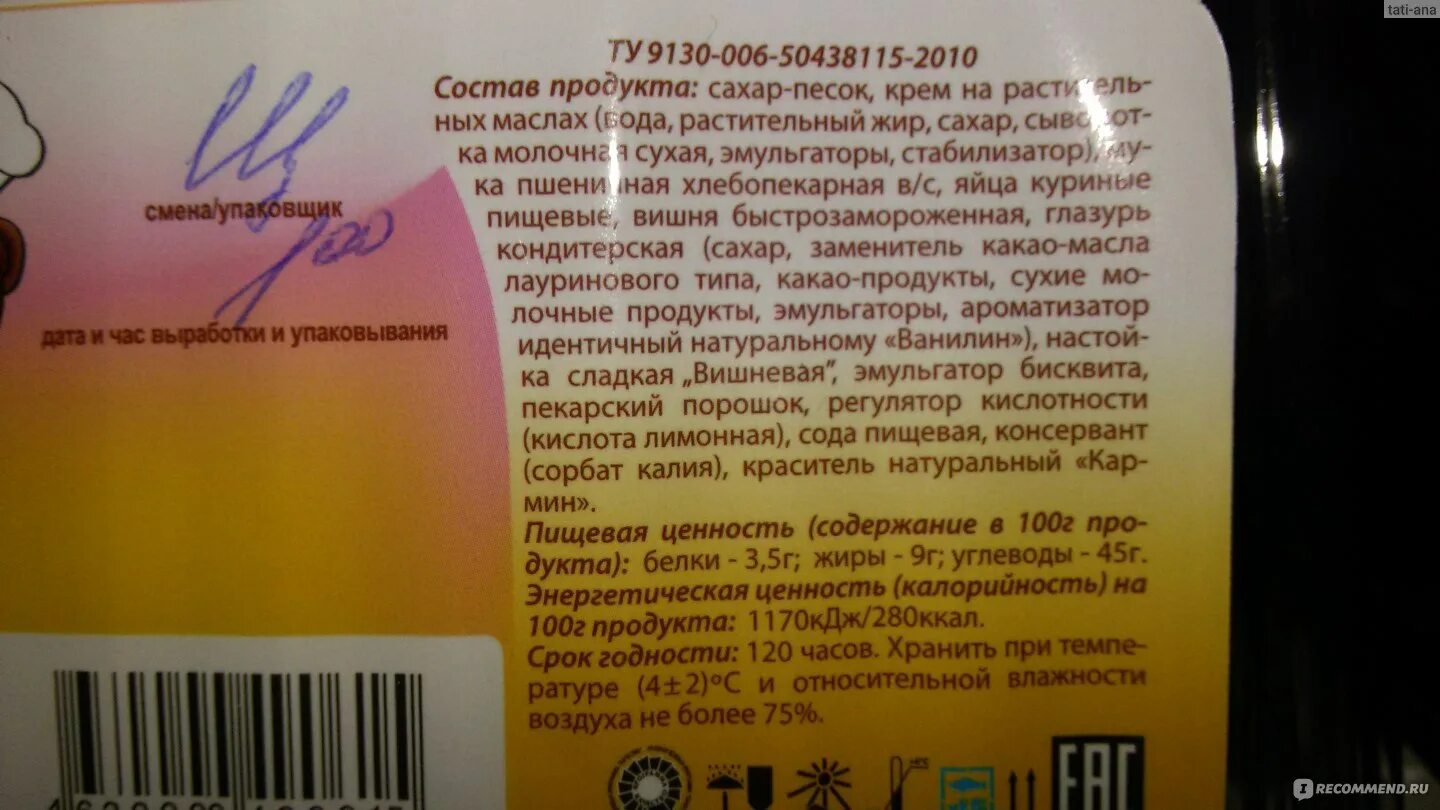 tati-ana
ТУ 9130-006-50438115-2010
Состав продукта: сахар-песок, крем на раститель-
ных маслах (вода, растительный жир, сахар, сыворот-
ка молочная сухая, эмульгаторы, стабилизатор), му-
ка пшеничная хлебопекарная в/с, яйца куриные
пищевые, вишня быстрозамороженная, глазурь
кондитерская (сахар, заменитель какао-масла
лауринового типа, какао-продукты, сухие мо-
лочные продукты, эмульгаторы, ароматизатор
идентичный натуральному «Ванилин»), настой-
ка сладкая „Вишневая”, эмульгатор бисквита,
пекарский порошок, регулятор кислотности
(кислота лимонная), сода пищевая, консервант
(сорбат калия), краситель натуральный «Кар-
мин».
Пищевая ценность (содержание в 100г про-
дукта): белки - 3,5г; жиры - 9г; углеводы - 45г.
Энергетическая ценность (калорийность) на
100г продукта: 1170кДж/280ккал.
Срок годности: 120 часов. Хранить при темпе-
ратуре (4±2)°С и относительной влажности
воздуха не более 75%.
смена/упаковщик
дата и час выработки и упаковывания
EAC
IRECOMMEND.RU